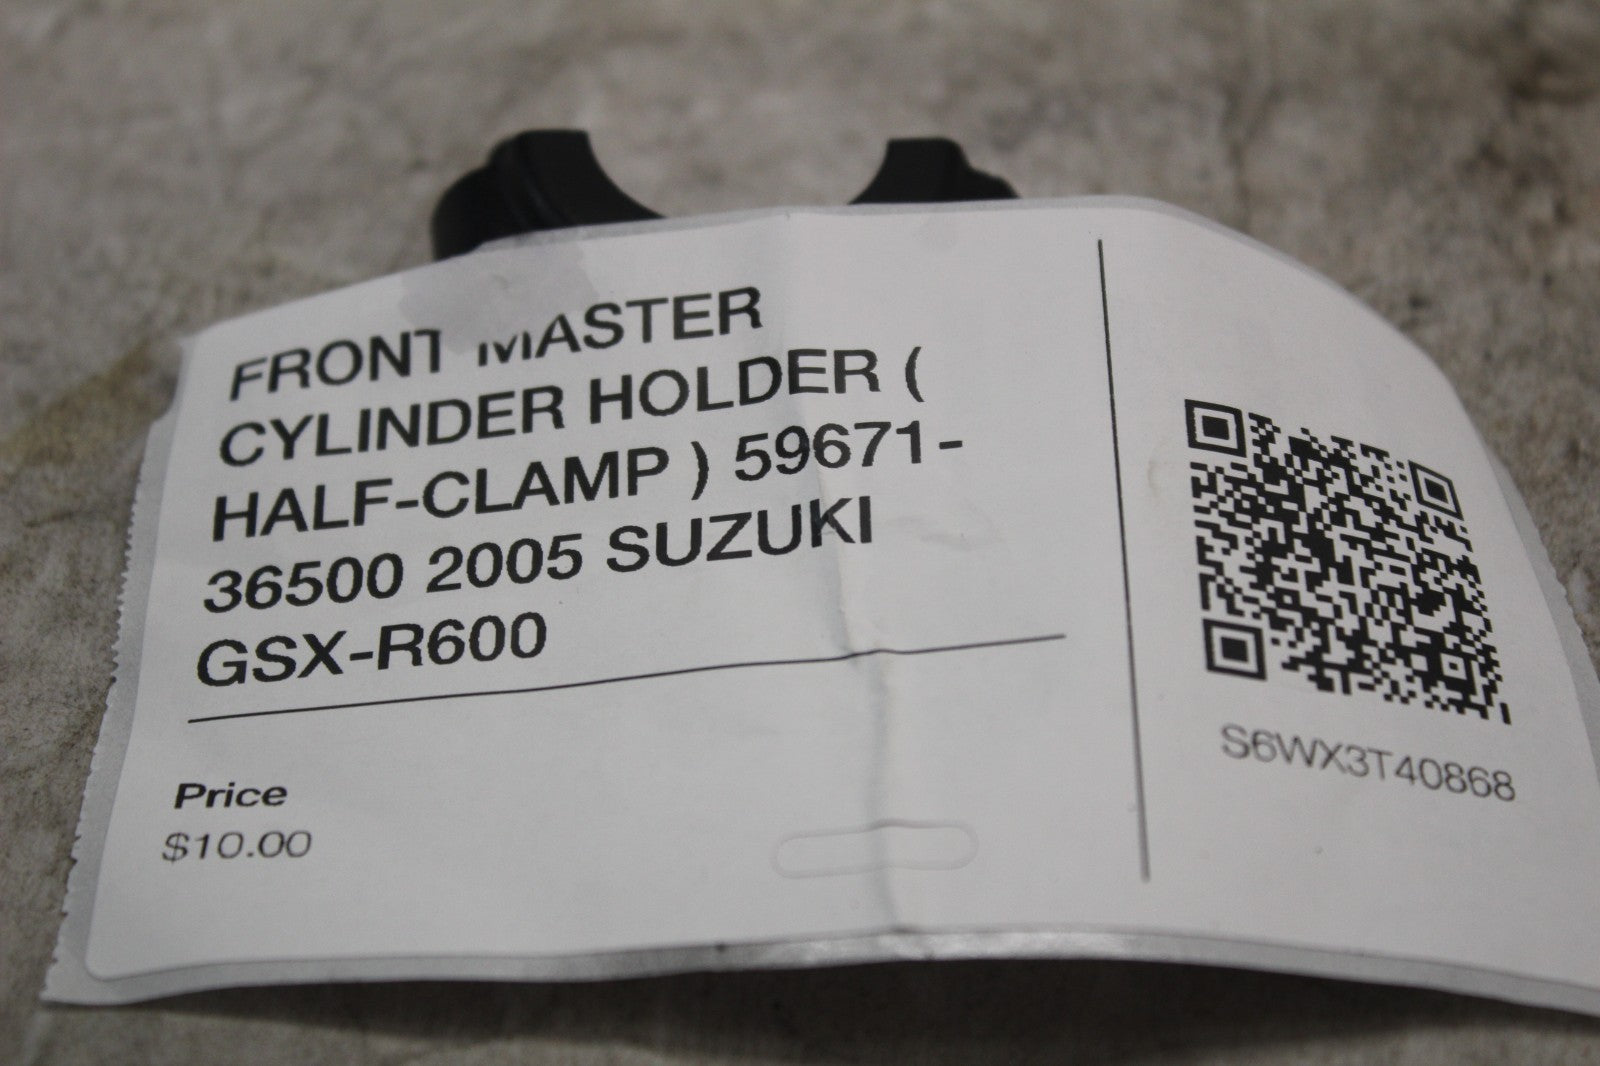 FRONT MASTER
CYLINDER HOLDER (
HALF-CLAMP ) 59671-
36500 2005 SUZUKI
GSX-R600
Price
$10.00
S6WX3T40868